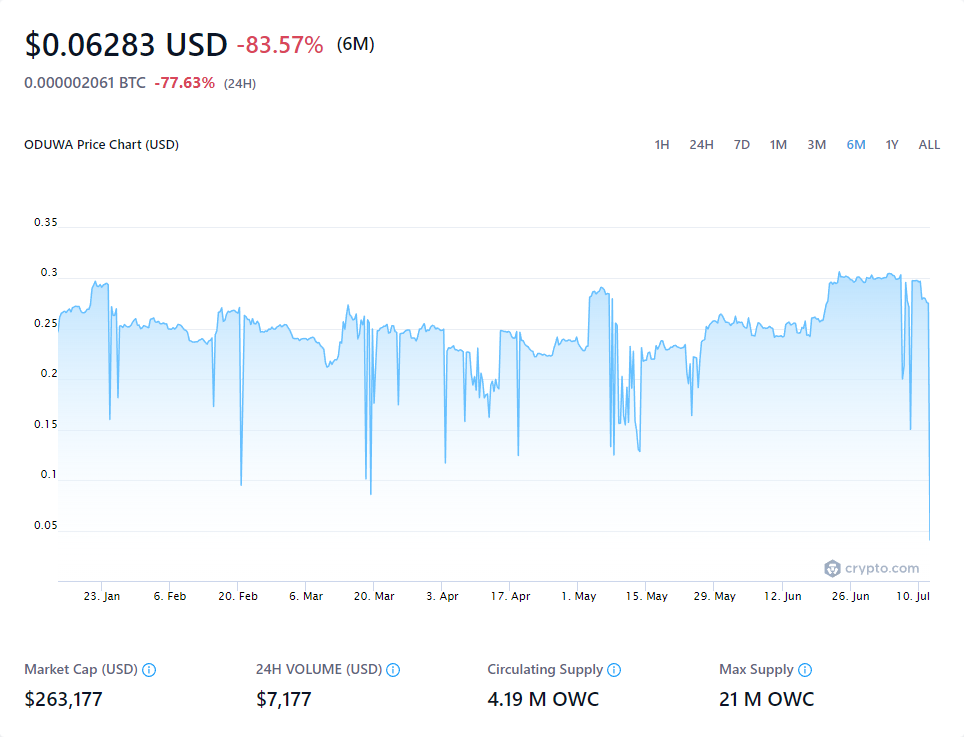 $0.06283 USD -83.57% (6M)
0.000002061 BTC -77.63% (24H)
ODUWA Price Chart (USD) 1H 24H 7D 1M 3M 6M 1Y ALL
0.35
0.3
0.25
0.2
0.15
0.1
0.05
crypto.com
23. Jan 6. Feb 20. Feb 6. Mar 20. Mar 3. Apr 17. Apr 1. May 15. May 29. May 12. Jun 26. Jun 10. Jul
Market Cap (USD) 24H VOLUME (USD) Circulating Supply Max Supply
$263,177 $7,177 4.19 M OWC 21 M OWC